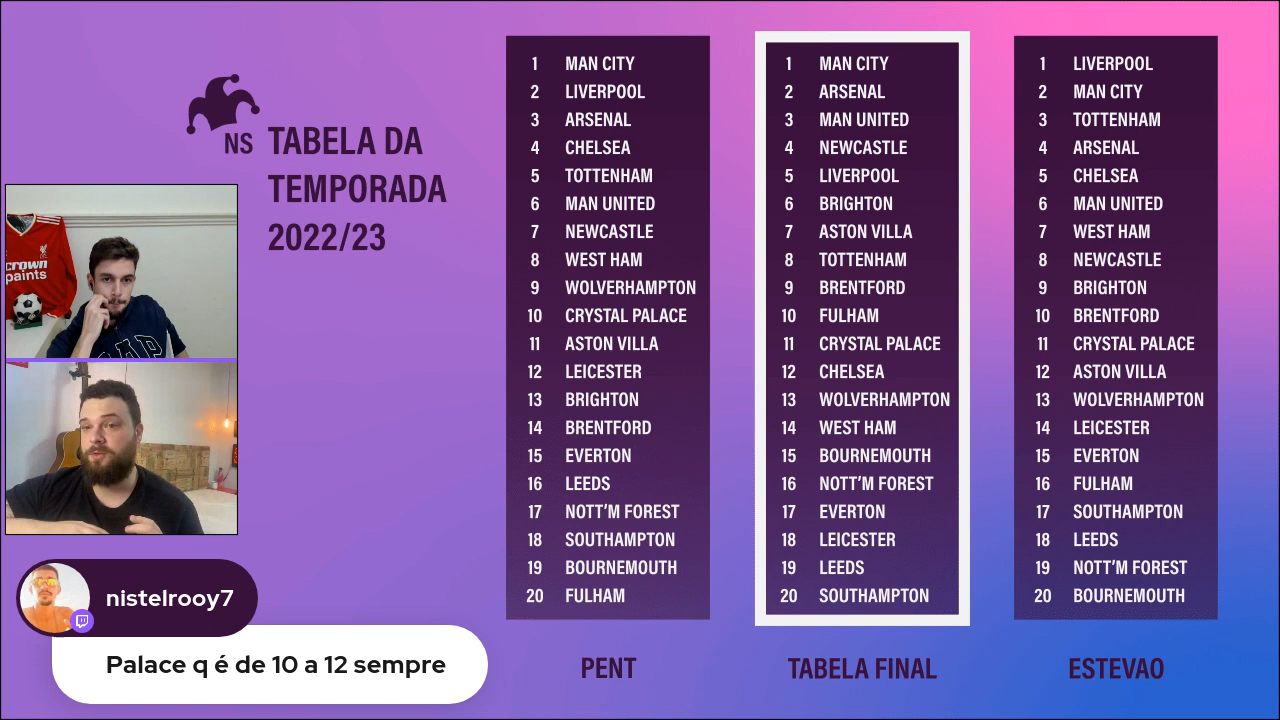 NS
TABELA DA
TEMPORADA
2022/23
1 MAN CITY
2 LIVERPOOL
3 ARSENAL
4 CHELSEA
5 TOTTENHAM
6 MAN UNITED
7 NEWCASTLE
8 WEST HAM
9 WOLVERHAMPTON
10 CRYSTAL PALACE
11 ASTON VILLA
12 LEICESTER
13 BRIGHTON
14 BRENTFORD
15 EVERTON
16 LEEDS
17 NOTT’M FOREST
18 SOUTHAMPTON
19 BOURNEMOUTH
20 FULHAM
PENT
1 MAN CITY
2 ARSENAL
3 MAN UNITED
4 NEWCASTLE
5 LIVERPOOL
6 BRIGHTON
7 ASTON VILLA
8 TOTTENHAM
9 BRENTFORD
10 FULHAM
11 CRYSTAL PALACE
12 CHELSEA
13 WOLVERHAMPTON
14 WEST HAM
15 BOURNEMOUTH
16 NOTT’M FOREST
17 EVERTON
18 LEICESTER
19 LEEDS
20 SOUTHAMPTON
TABELA FINAL
1 LIVERPOOL
2 MAN CITY
3 TOTTENHAM
4 ARSENAL
5 CHELSEA
6 MAN UNITED
7 WEST HAM
8 NEWCASTLE
9 BRIGHTON
10 BRENTFORD
11 CRYSTAL PALACE
12 ASTON VILLA
13 WOLVERHAMPTON
14 LEICESTER
15 EVERTON
16 FULHAM
17 SOUTHAMPTON
18 LEEDS
19 NOTT’M FOREST
20 BOURNEMOUTH
ESTEVAO
crown
paints
GAP
nistelrooy7
Palace q é de 10 a 12 sempre